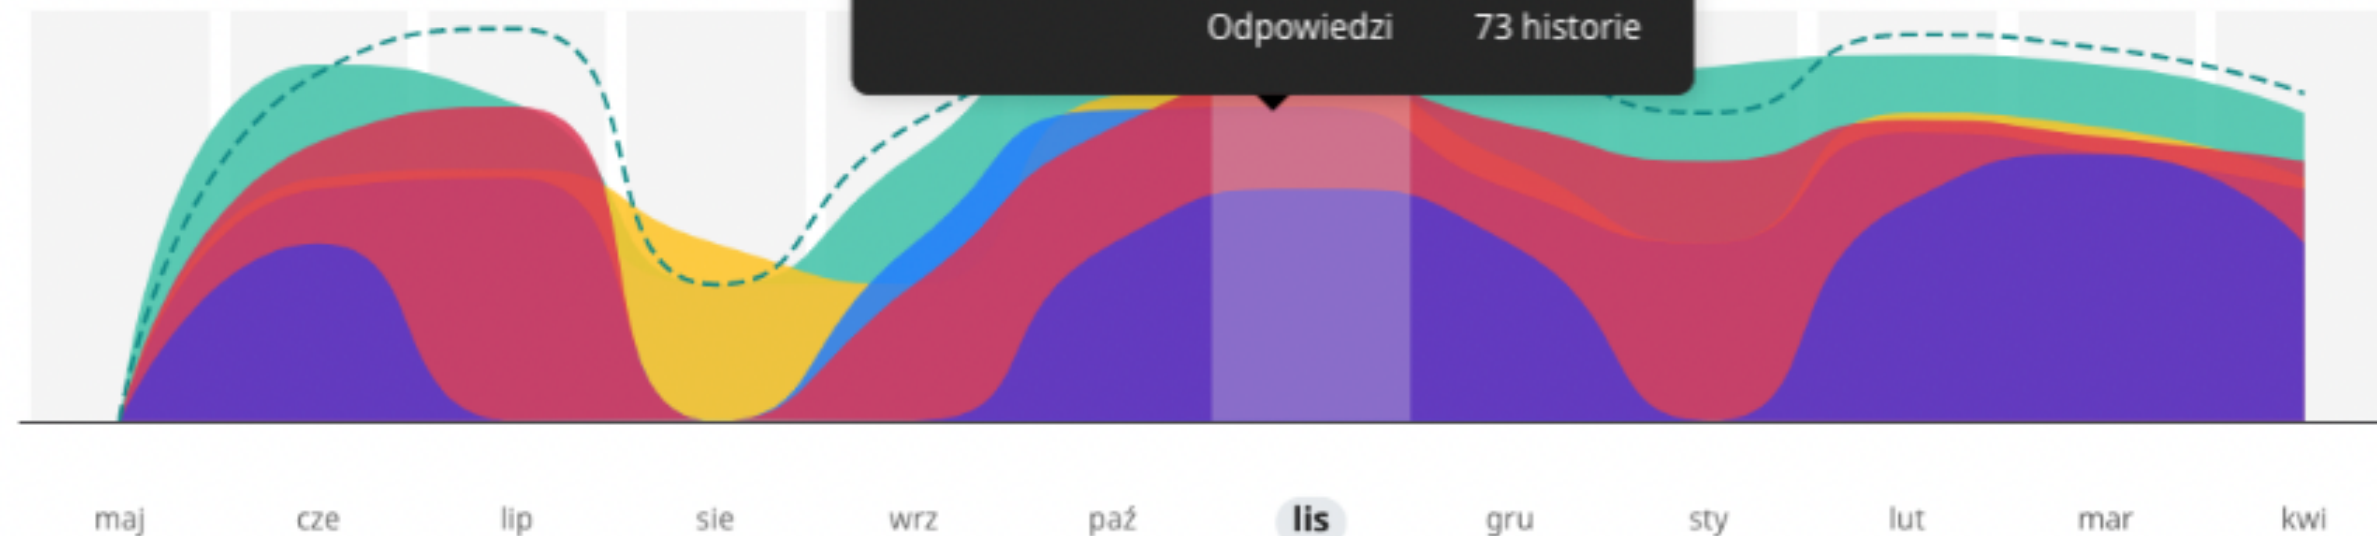 Odpowiedzi 73 historie
maj cze lip sie wrz paź lis gru sty lut mar kwi